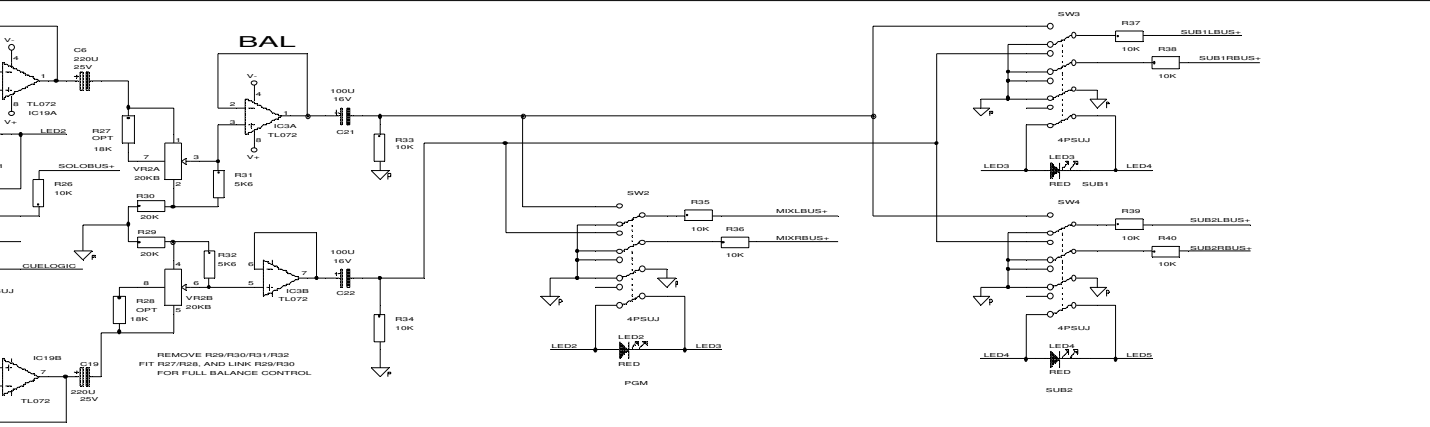 V-
4
1
8
V+
TL072
IC19A
C6
220U
25V
LED2
R27
OPT
18K
SOLOBUS+
R26
10K
1
7
3
2
VR2A
20KB
R31
5K6
R30
20K
R29
20K
BAL
V-
4
2
3
1
8
V+
IC3A
TL072
100U
16V
C21
R33
10K
CUELOGIC
UJ
R32
5K6
4
8
6
5
VR2B
20KB
R28
OPT
18K
6
5
7
IC3B
TL072
100U
16V
C22
R34
10K
REMOVE R29/R30/R31/R32
FIT R27/R28, AND LINK R29/R30
FOR FULL BALANCE CONTROL
IC19B
7
TL072
C19
220U
25V
SW2
R35
10K
MIXLBUS+
R36
10K
MIXRBUS+
P
P
4PSUJ
LED2
LED2
LED3
RED
PGM
SW3
R37
10K
SUB1LBUS+
R38
10K
SUB1RBUS+
P
P
4PSUJ
LED3
LED3
LED4
RED
SUB1
SW4
R39
10K
SUB2LBUS+
R40
10K
SUB2RBUS+
P
P
4PSUJ
LED4
LED4
LED5
RED
SUB2